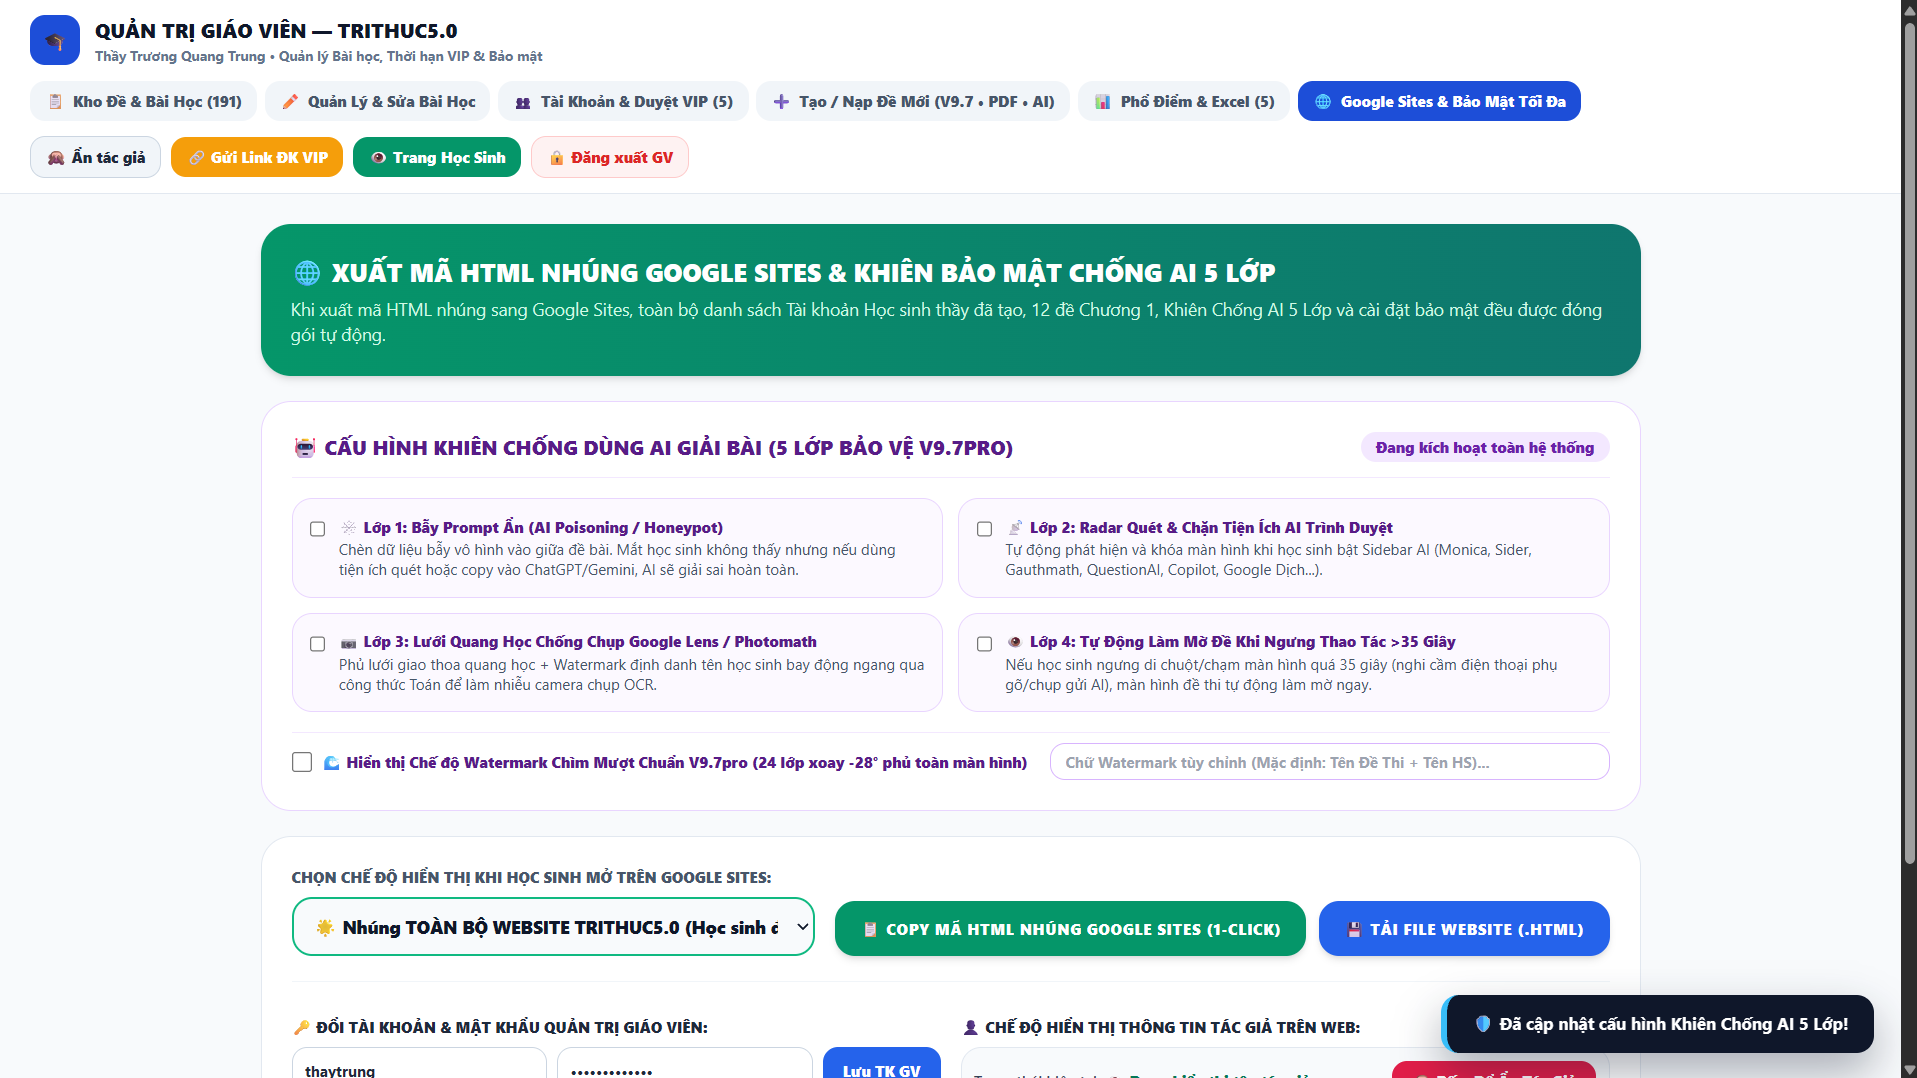 QUẢN TRỊ GIÁO VIÊN — TRITHUC5.0
Thầy Trương Quang Trung • Quản lý Bài học, Thời hạn VIP & Bảo mật
Kho Đề & Bài Học (191)
Quản Lý & Sửa Bài Học
Tài Khoản & Duyệt VIP (5)
Tạo / Nạp Đề Mới (V9.7 • PDF • AI)
Phổ Điểm & Excel (5)
Google Sites & Bảo Mật Tối Đa
Ẩn tác giả
Gửi Link ĐK VIP
Trang Học Sinh
Đăng xuất GV
XUẤT MÃ HTML NHÚNG GOOGLE SITES & KHIÊN BẢO MẬT CHỐNG AI 5 LỚP
Khi xuất mã HTML nhúng sang Google Sites, toàn bộ danh sách Tài khoản Học sinh thầy đã tạo, 12 đề Chương 1, Khiên Chống AI 5 Lớp và cài đặt bảo mật đều được đóng
gói tự động.
CẤU HÌNH KHIÊN CHỐNG DÙNG AI GIẢI BÀI (5 LỚP BẢO VỆ V9.7PRO)
Đang kích hoạt toàn hệ thống
Lớp 1: Bẫy Prompt Ẩn (AI Poisoning / Honeypot)
Chèn dữ liệu bẫy vô hình vào giữa đề bài. Mắt học sinh không thấy nhưng nếu dùng
tiện ích quét hoặc copy vào ChatGPT/Gemini, AI sẽ giải sai hoàn toàn.
Lớp 2: Radar Quét & Chặn Tiện Ích AI Trình Duyệt
Tự động phát hiện và khóa màn hình khi học sinh bật Sidebar AI (Monica, Sider,
Gauthmath, QuestionAI, Copilot, Google Dịch...).
Lớp 3: Lưới Quang Học Chống Chụp Google Lens / Photomath
Phủ lưới giao thoa quang học + Watermark định danh tên học sinh bay động ngang qua
công thức Toán để làm nhiễu camera chụp OCR.
Lớp 4: Tự Động Làm Mờ Đề Khi Ngưng Thao Tác >35 Giây
Nếu học sinh ngưng di chuột/chạm màn hình quá 35 giây (nghi cầm điện thoại phụ
gõ/chụp gửi AI), màn hình đề thi tự động làm mờ ngay.
Hiển thị Chế độ Watermark Chìm Mượt Chuẩn V9.7pro (24 lớp xoay -28° phủ toàn màn hình)
Chữ Watermark tùy chỉnh (Mặc định: Tên Đề Thi + Tên HS)...
CHỌN CHẾ ĐỘ HIỂN THỊ KHI HỌC SINH MỞ TRÊN GOOGLE SITES:
Nhúng TOÀN BỘ WEBSITE TRITHUC5.0 (Học sinh
COPY MÃ HTML NHÚNG GOOGLE SITES (1-CLICK)
TẢI FILE WEBSITE (.HTML)
ĐỔI TÀI KHOẢN & MẬT KHẨU QUẢN TRỊ GIÁO VIÊN:
CHẾ ĐỘ HIỂN THỊ THÔNG TIN TÁC GIẢ TRÊN WEB:
thaytrung
•••••••••••••
Lưu TK GV
Đã cập nhật cấu hình Khiên Chống AI 5 Lớp!